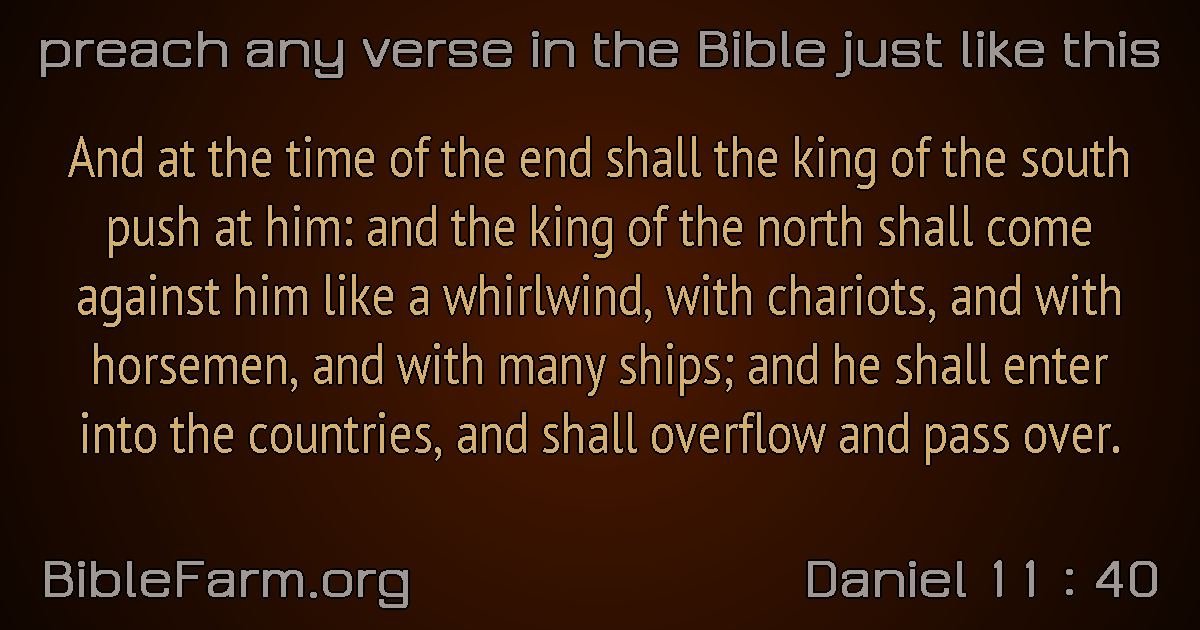 preach any verse in the Bible just like this
And at the time of the end shall the king of the south
push at him: and the king of the north shall come
against him like a whirlwind, with chariots, and with
horsemen, and with many ships; and he shall enter
into the countries, and shall overflow and pass over.
BibleFarm.org
Daniel 11 : 40